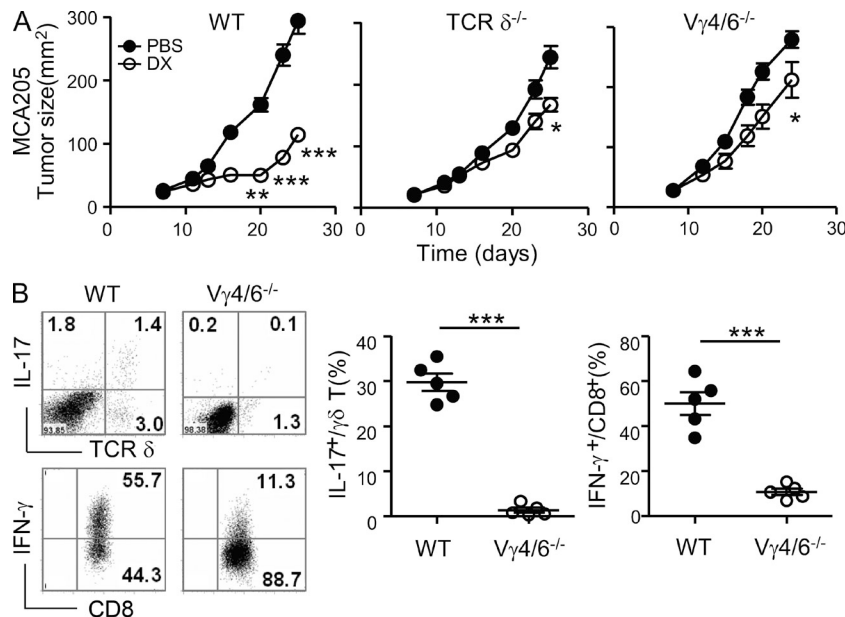 A
WT
TCR δ-/-
Vγ4/6-/-
PBS
DX
MCA205
Tumor size(mm2)
300
200
100
0
*** 
***
**
*
*
0 10 20 30
0 10 20 30
0 10 20 30
Time (days)
B
WT
Vγ4/6-/-
IL-17
1.8 1.4
0.2 0.1
93.85
3.0
98.38
1.3
TCR δ
IFN-γ
55.7
11.3
44.3
88.7
CD8
IL-17+/γδ T(%)
40
30
20
10
0
***
WT Vγ4/6-/-
IFN-γ+/CD8+(%)
80
60
40
20
0
***
WT Vγ4/6-/-